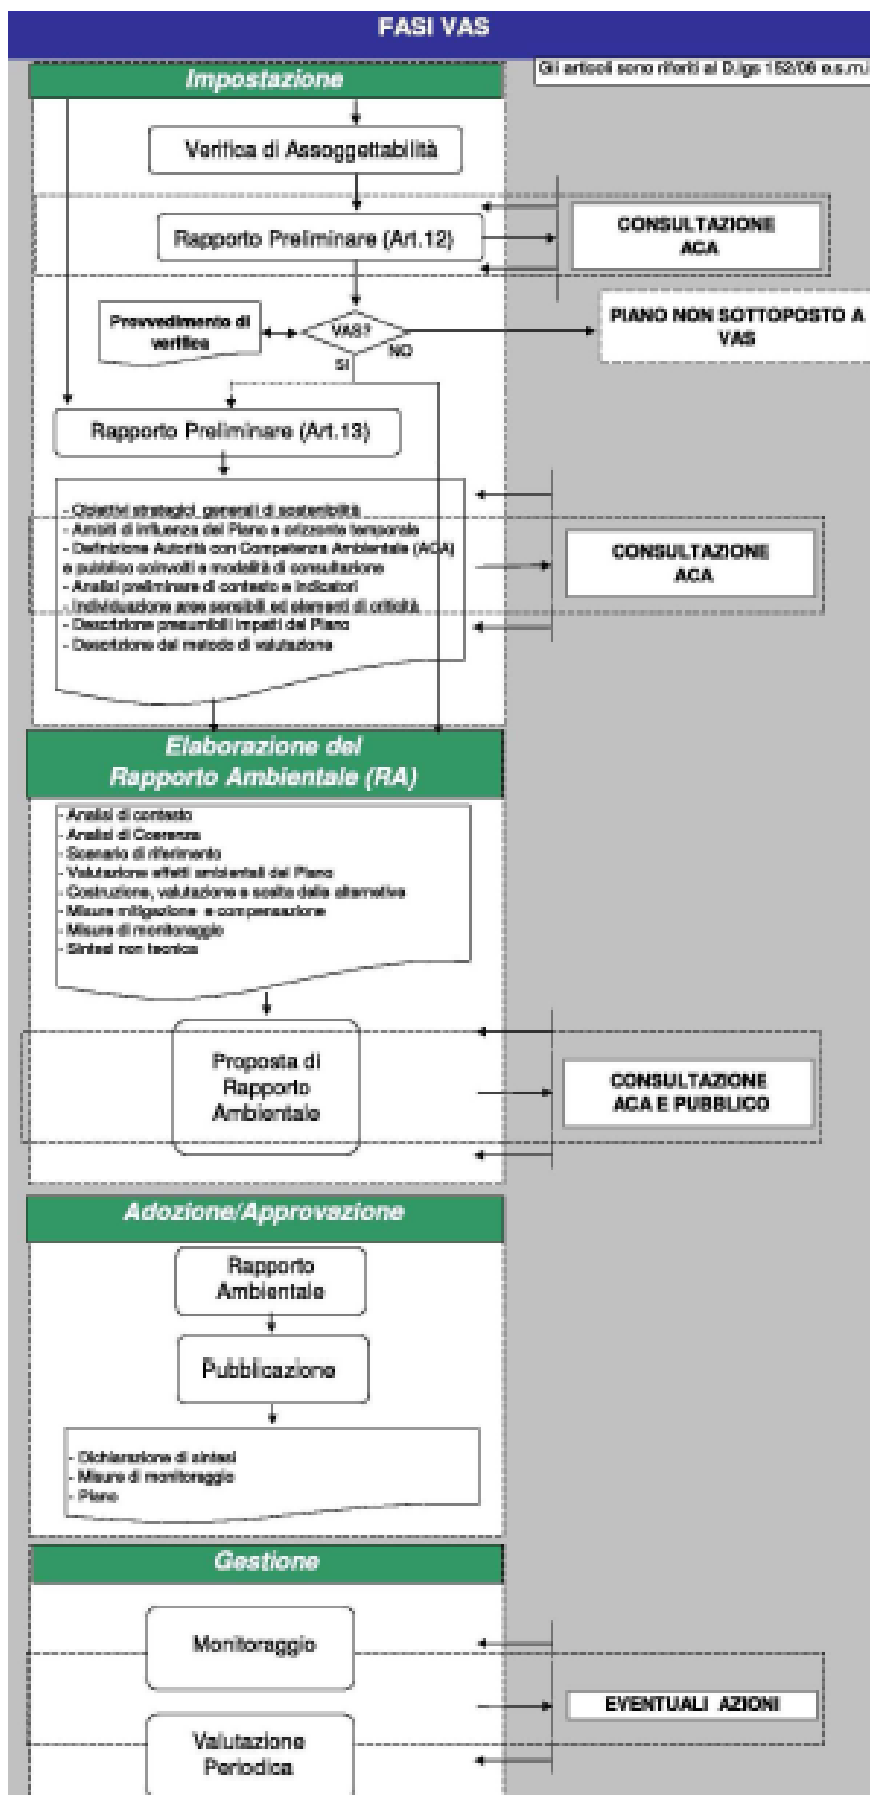 FASI VAS
Gli articoli sono riferiti al D.lgs 152/06 e.s.m.i
Impostazione
Verifica di Assoggettabilità
Rapporto Preliminare (Art.12)
CONSULTAZIONE
ACA
Provvedimento di
verifica
VAS?
NO
SI
PIANO NON SOTTOPOSTO A
VAS
Rapporto Preliminare (Art.13)
- Obiettivi strategici generali di sostenibilità
- Ambiti di influenza del Piano e orizzonte temporale
- Definizione Autorità con Competenza Ambientale (ACA)
e pubblico coinvolti e modalità di consultazione
- Analisi preliminare di contesto e indicatori
- Individuazione aree sensibili ed elementi di criticità
- Descrizione presumibili impatti del Piano
- Descrizione del metodo di valutazione
CONSULTAZIONE
ACA
Elaborazione del
Rapporto Ambientale (RA)
- Analisi di contesto
- Analisi di Coerenza
- Scenario di riferimento
- Valutazione effetti ambientali del Piano
- Costruzione, valutazione e scelta delle alternative
- Misure mitigazione e compensazione
- Misure di monitoraggio
- Sintesi non tecnica
Proposta di
Rapporto
Ambientale
CONSULTAZIONE
ACA E PUBBLICO
Adozione/Approvazione
Rapporto
Ambientale
Pubblicazione
- Dichiarazione di sintesi
- Misure di monitoraggio
- Piano
Gestione
Monitoraggio
EVENTUALI AZIONI
Valutazione
Periodica